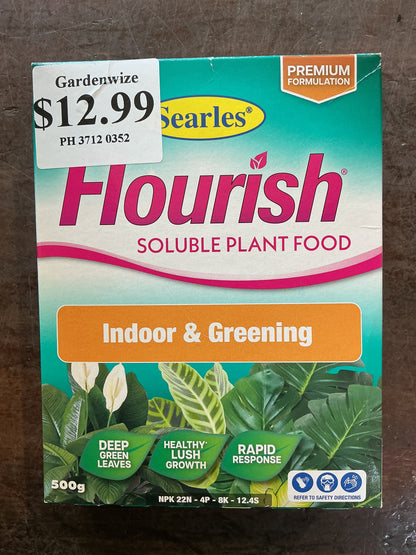 Gardenwize
$12.99
PH 3712 0352
PREMIUM
FORMULATION
Searles®
Flourish®
SOLUBLE PLANT FOOD
Indoor & Greening
DEEP
GREEN
LEAVES
HEALTHY
LUSH
GROWTH
RAPID
RESPONSE
500g
NPK 22N - 4P - 8K - 12.4S
REFER TO SAFETY DIRECTIONS